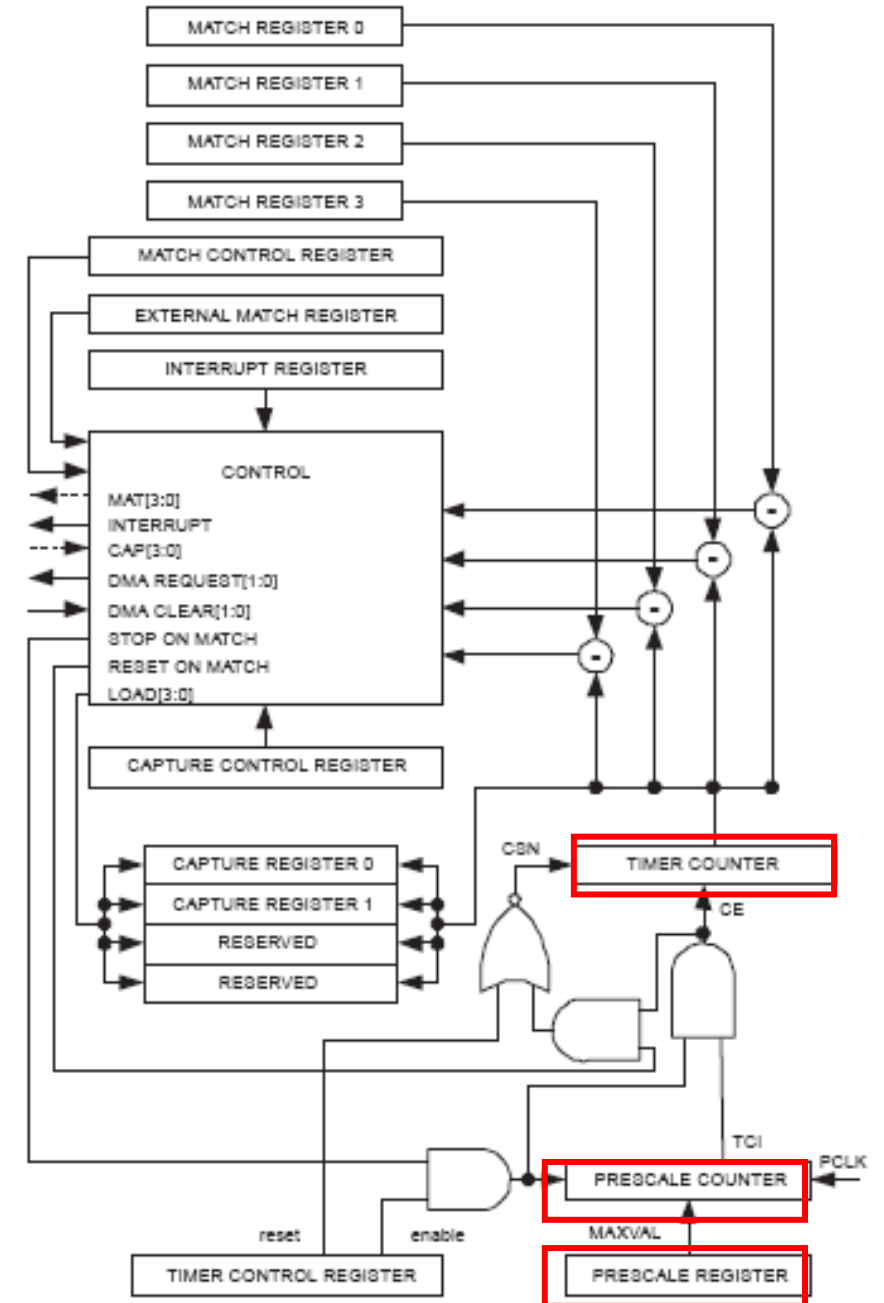 MATCH REGISTER 0
MATCH REGISTER 1
MATCH REGISTER 2
MATCH REGISTER 3
MATCH CONTROL REGISTER
EXTERNAL MATCH REGISTER
INTERRUPT REGISTER
CONTROL
MAT[3:0]
INTERRUPT
CAP[3:0]
DMA REQUEST[1:0]
DMA CLEAR[1:0]
STOP ON MATCH
RESET ON MATCH
LOAD[3:0]
-
-
-
-
CAPTURE CONTROL REGISTER
CSN
TIMER COUNTER
CAPTURE REGISTER 0
CAPTURE REGISTER 1
RESERVED
RESERVED
CE
TCI
PCLK
PRESCALE COUNTER
reset
enable
MAXVAL
TIMER CONTROL REGISTER
PRESCALE REGISTER